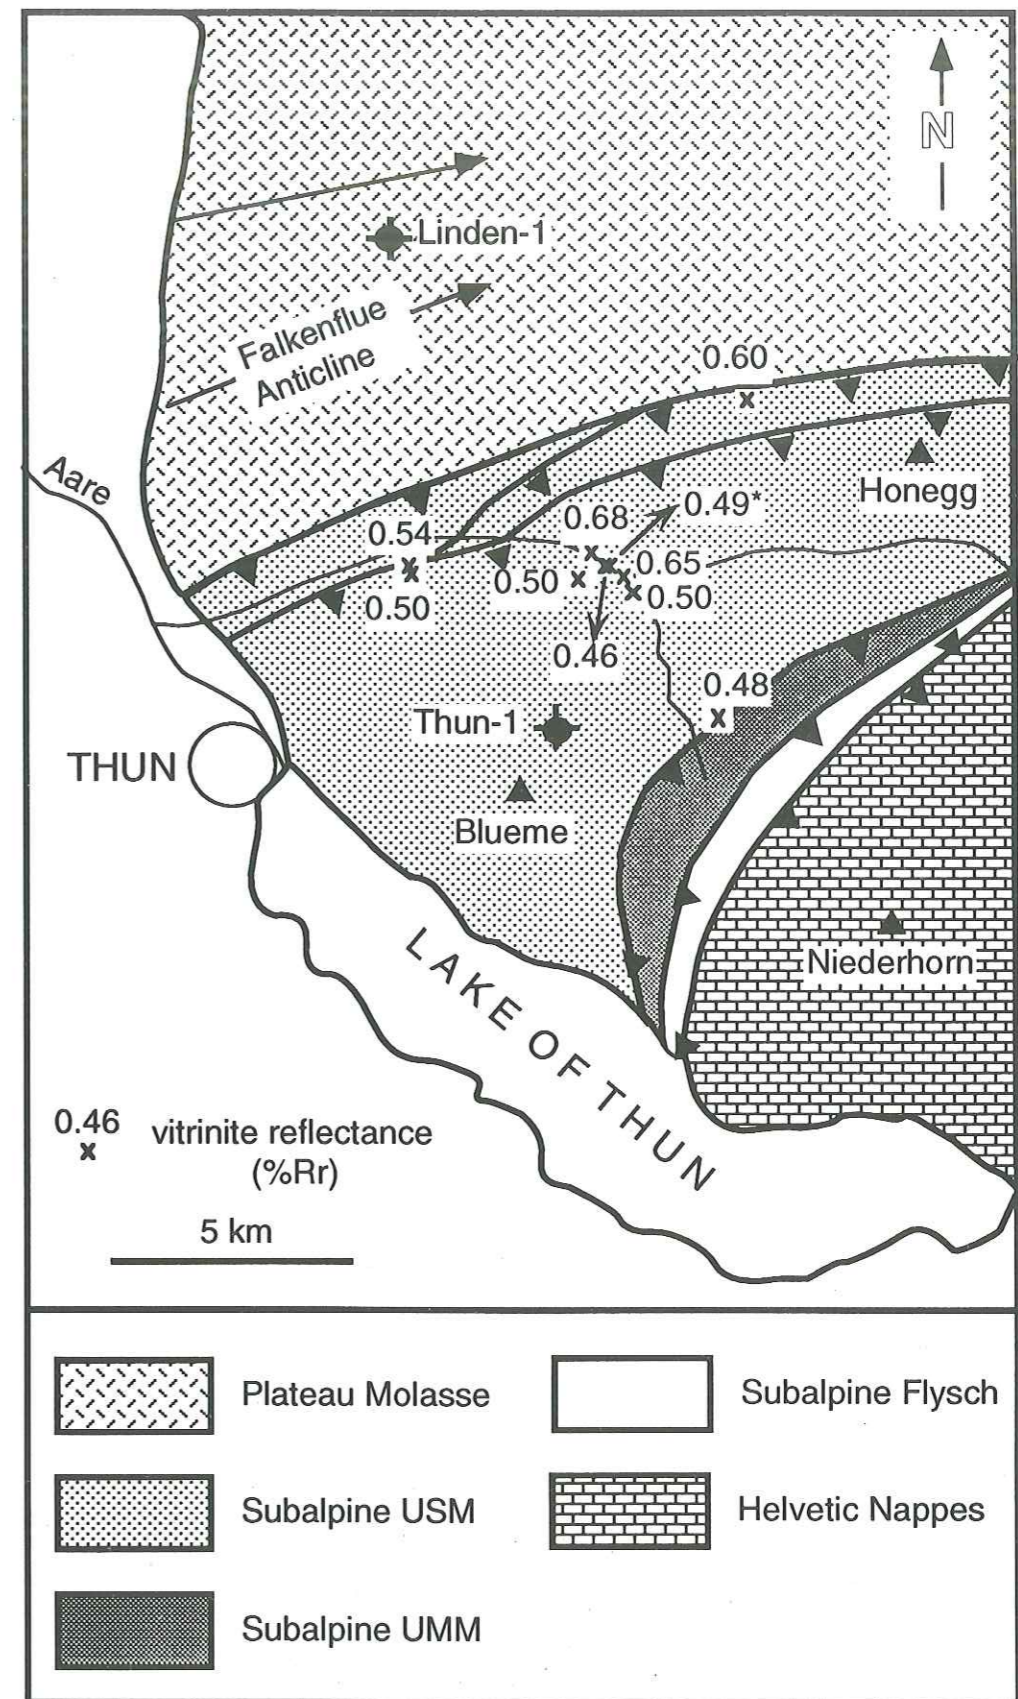 N
Linden-1
Falkenflue
Anticline
0.60
Aare
Honegg
0.54
0.68
0.49*
0.50
0.65
0.50
0.50
0.46
0.48
Thun-1
THUN
Blueme
Niederhorn
LAKE OF THUN
0.46
x
vitrinite reflectance
(%Rr)
5 km
Plateau Molasse
Subalpine Flysch
Subalpine USM
Helvetic Nappes
Subalpine UMM